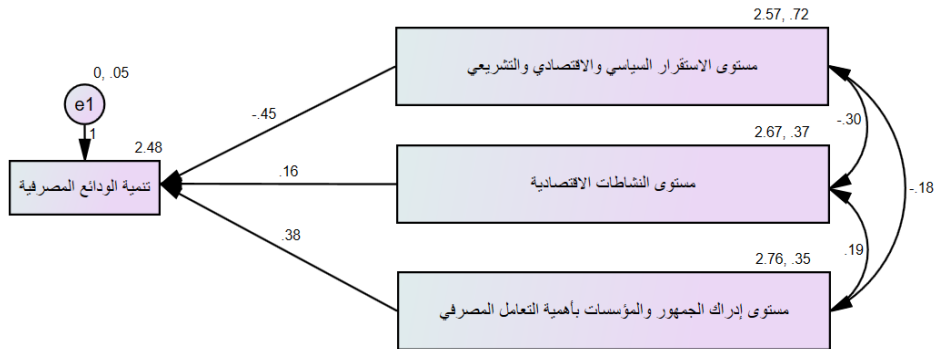 2.57, .72
مستوى الاستقرار السياسي والاقتصادي والتشريعي
0, .05
e1
1
-.45
-.30
2.48
2.67, .37
تنمية الودائع المصرفية
.16
مستوى النشاطات الاقتصادية
-.18
.38
.19
2.76, .35
مستوى إدراك الجمهور والمؤسسات بأهمية التعامل المصرفي